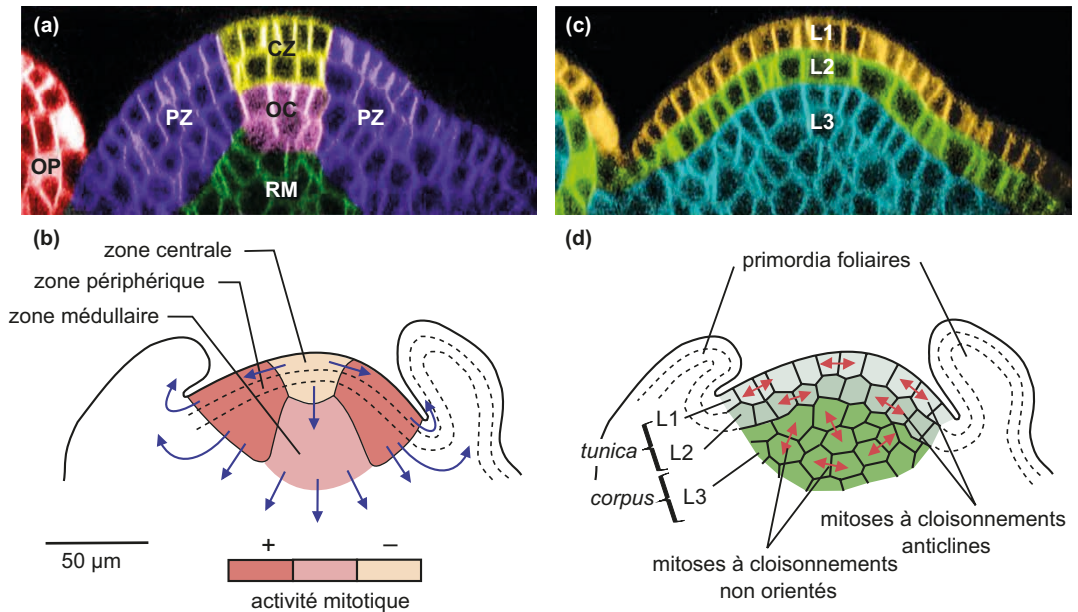 (a)
CZ
OC
PZ
PZ
OP
RM
(b)
zone centrale
zone périphérique
zone médullaire
50 µm
+ –
activité mitotique
(c)
L1
L2
L3
(d)
primordia foliaires
L1
tunica
L2
corpus
L3
mitoses à cloisonnements
anticlines
mitoses à cloisonnements
non orientés